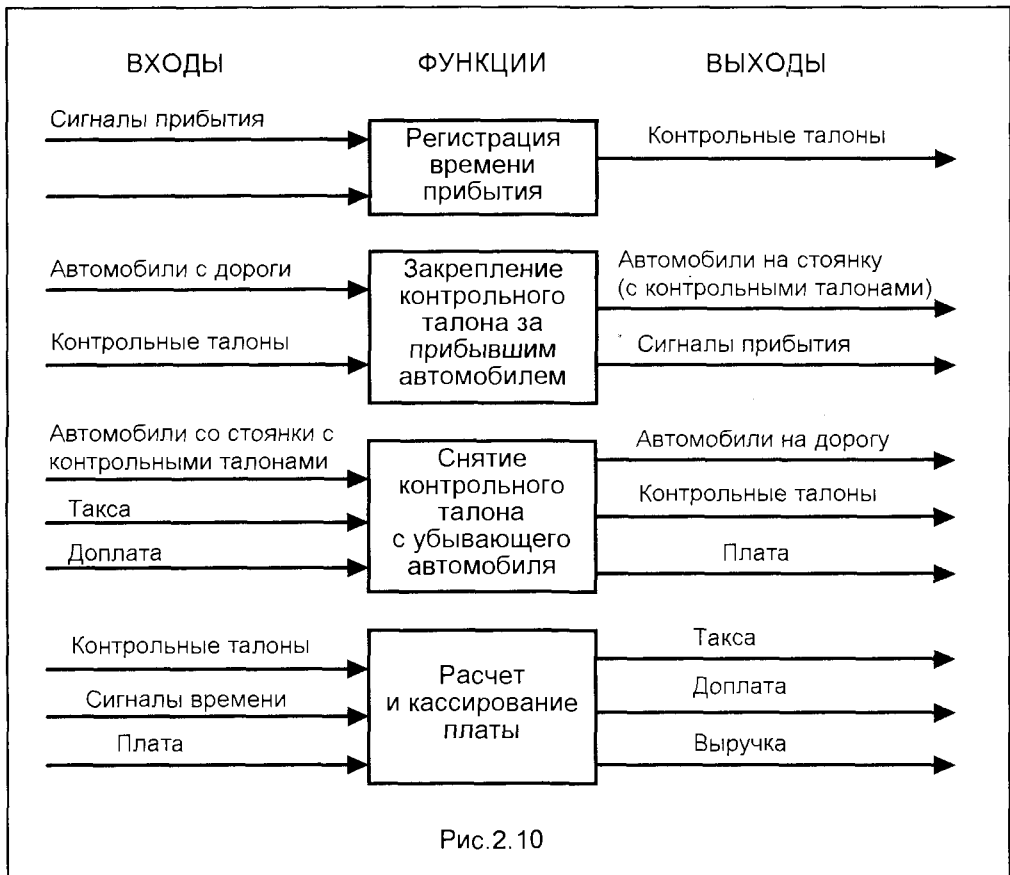 ВХОДЫ ФУНКЦИИ ВЫХОДЫ
Сигналы прибытия
Регистрация
времени
прибытия
Контрольные талоны
Автомобили с дороги
Контрольные талоны
Закрепление
контрольного
талона за
прибывшим
автомобилем
Автомобили на стоянку
(с контрольными талонами)
Сигналы прибытия
Автомобили со стоянки с
контрольными талонами
Такса
Доплата
Снятие
контрольного
талона
с убывающего
автомобиля
Автомобили на дорогу
Контрольные талоны
Плата
Контрольные талоны
Сигналы времени
Плата
Расчет
и кассирование
платы
Такса
Доплата
Выручка
Рис.2.10